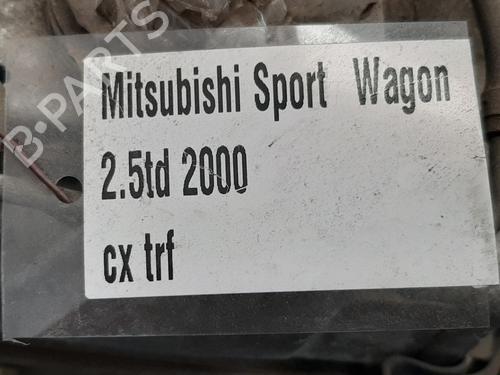 B-PARTS
Mitsubishi Sport Wagon
2.5td 2000
cx trf